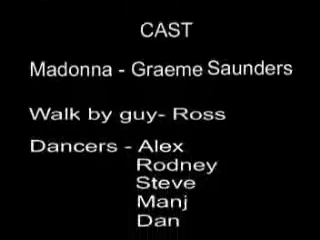 CAST
Madonna - Graeme Saunders
Walk by guy- Ross
Dancers - Alex
Rodney
Steve
Manj
Dan